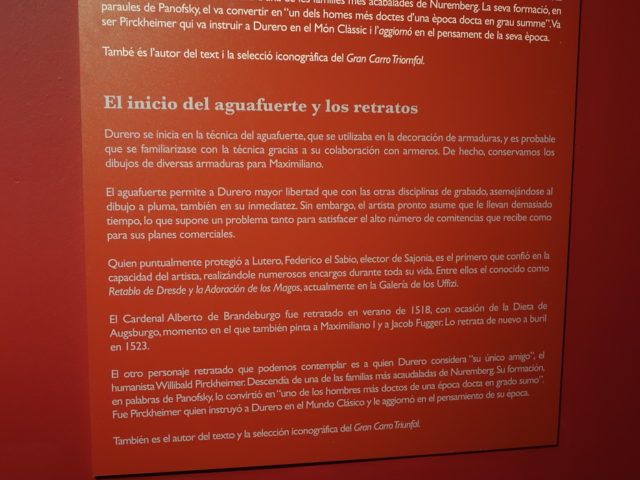 una de les famílies més acabalades de Nuremberg. La seva formació, en
paraules de Panofsky, el va convertir en “un dels homes més doctes d’una època docta en grau summe”. Va
ser Pirckheimer qui va instruir a Durero en el Món Clàssic i l’aggiornó en el pensament de la seva època.
També és l’autor del text i la selecció iconogràfica del Gran Carro Triomfal.
El inicio del aguafuerte y los retratos
Durero se inicia en la técnica del aguafuerte, que se utilizaba en la decoración de armaduras, y es probable
que se familiarizase con la técnica gracias a su colaboración con armeros. De hecho, conservamos los
dibujos de diversas armaduras para Maximiliano.
El aguafuerte permite a Durero mayor libertad que con las otras disciplinas de grabado, asemejándose al
dibujo a pluma, también en su inmediatez. Sin embargo, el artista pronto asume que le llevan demasiado
tiempo, lo que supone un problema tanto para satisfacer el alto número de comitencias que recibe como
para sus planes comerciales.
Quien puntualmente protegió a Lutero, Federico el Sabio, elector de Sajonia, es el primero que confió en la
capacidad del artista, realizándole numerosos encargos durante toda su vida. Entre ellos el conocido como
Retablo de Dresde y la Adoración de los Magos, actualmente en la Galería de los Uffizi.
El Cardenal Alberto de Brandeburgo fue retratado en verano de 1518, con ocasión de la Dieta de
Augsburgo, momento en el que también pinta a Maximiliano I y a Jacob Fugger. Lo retrata de nuevo a buril
en 1523.
El otro personaje retratado que podemos contemplar es a quien Durero considera “su único amigo”, el
humanista Willibald Pirckheimer. Descendía de una de las familias más acaudaladas de Nuremberg. Su formación,
en palabras de Panofsky, lo convirtió en “uno de los hombres más doctos de una época docta en grado sumo”.
Fue Pirckheimer quien instruyó a Durero en el Mundo Clásico y le aggiornó en el pensamiento de su época.
También es el autor del texto y la selección iconográfica del Gran Carro Triunfal.